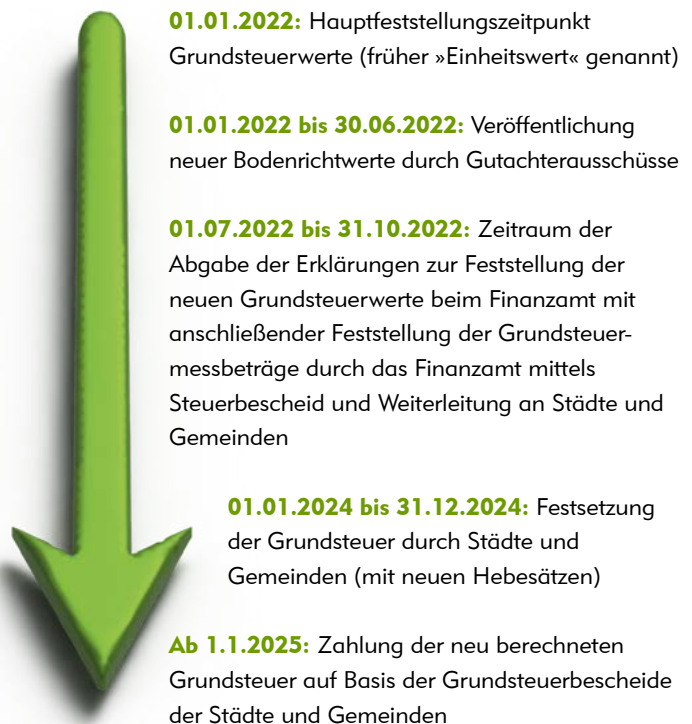 01.01.2022: Hauptfeststellungszeitpunkt
Grundsteuerwerte (früher »Einheitswert« genannt)
01.01.2022 bis 30.06.2022: Veröffentlichung
neuer Bodenrichtwerte durch Gutachterausschüsse
01.07.2022 bis 31.10.2022: Zeitraum der
Abgabe der Erklärungen zur Feststellung der
neuen Grundsteuerwerte beim Finanzamt mit
anschließender Feststellung der Grundsteuer-
messbeträge durch das Finanzamt mittels
Steuerbescheid und Weiterleitung an Städte und
Gemeinden
01.01.2024 bis 31.12.2024: Festsetzung
der Grundsteuer durch Städte und
Gemeinden (mit neuen Hebesätzen)
Ab 1.1.2025: Zahlung der neu berechneten
Grundsteuer auf Basis der Grundsteuerbescheide
der Städte und Gemeinden